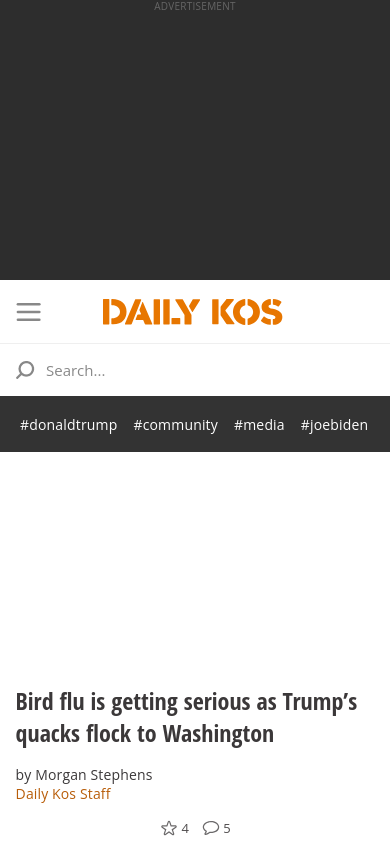 ADVERTISEMENT
DAILY KOS
Search...
#donaldtrump #community #media #joebiden
Bird flu is getting serious as Trump’s
quacks flock to Washington
by Morgan Stephens
Daily Kos Staff
4 5